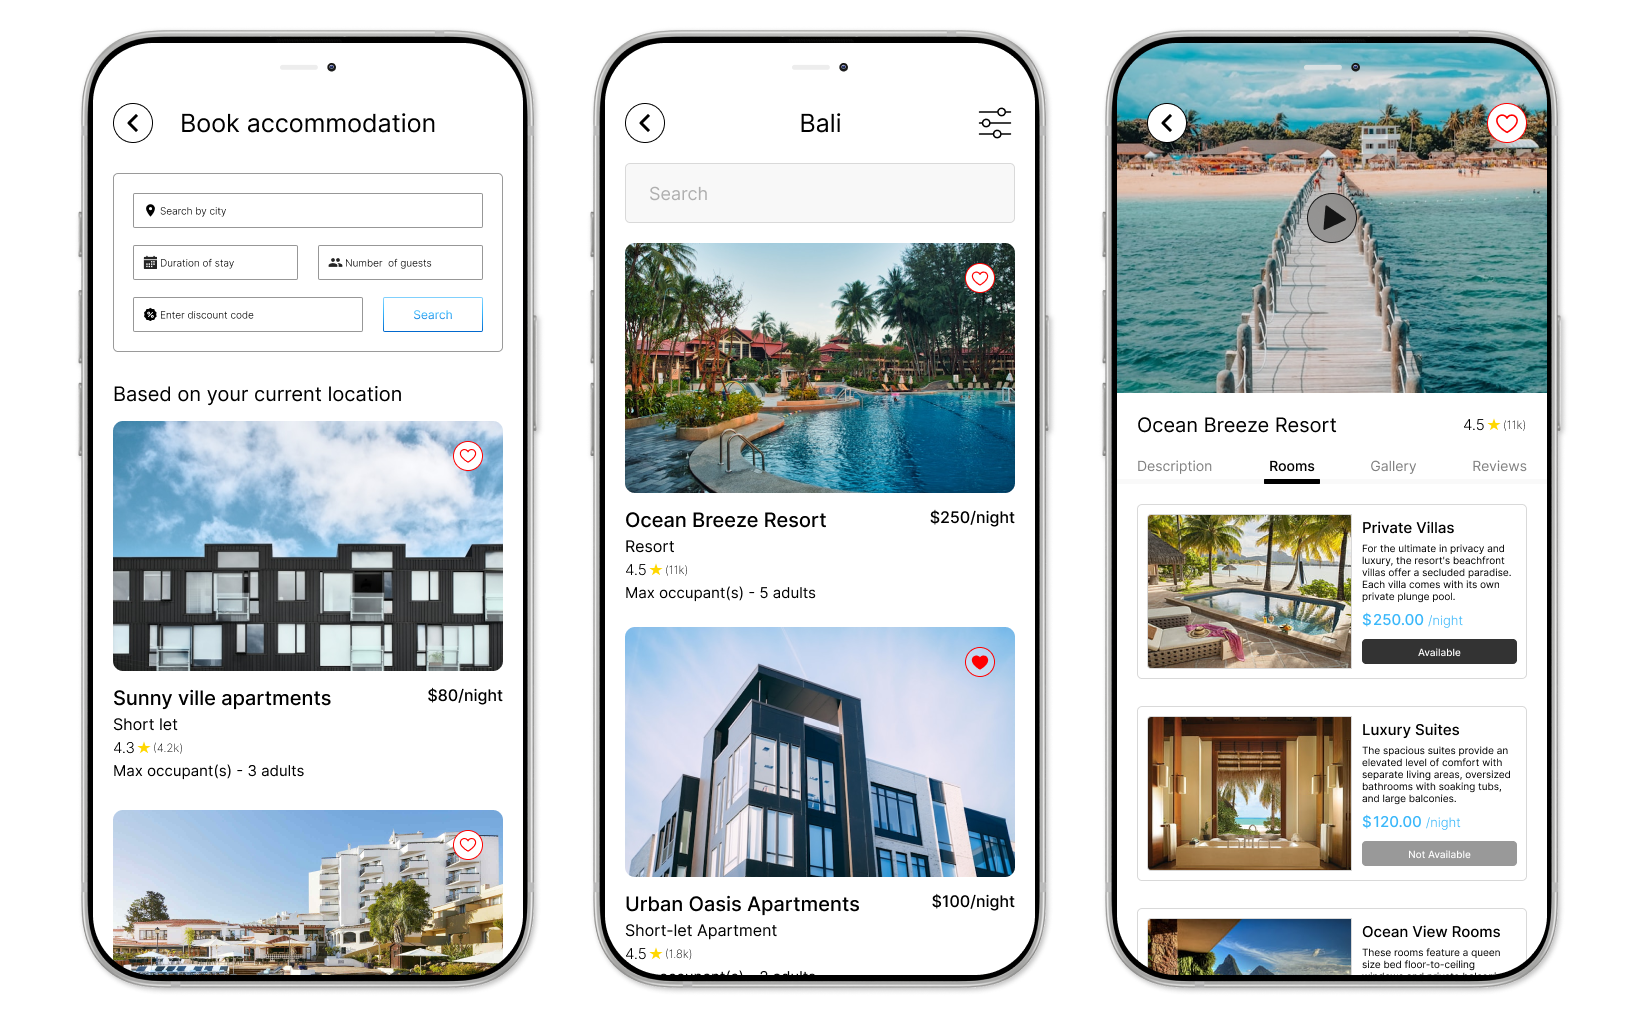 Book accommodation
Search by city
Duration of stay
Number of guests
Enter discount code
Search
Based on your current location
Sunny ville apartments
$80/night
Short let
4.3 (4.2k)
Max occupant(s) - 3 adults
Bali
Search
Ocean Breeze Resort
$250/night
Resort
4.5 (11k)
Max occupant(s) - 5 adults
Urban Oasis Apartments
$100/night
Short-let Apartment
4.5 (1.8k)
occupant(s) - 2 adults
Ocean Breeze Resort
4.5 (11k)
Description
Rooms
Gallery
Reviews
Private Villas
For the ultimate in privacy and
luxury, the resort's beachfront
villas offer a secluded paradise.
Each villa comes with its own
private plunge pool.
$250.00 /night
Available
Luxury Suites
The spacious suites provide an
elevated level of comfort with
separate living areas, oversized
bathrooms with soaking tubs,
and large balconies.
$120.00 /night
Not Available
Ocean View Rooms
These rooms feature a queen
size bed floor-to-ceiling